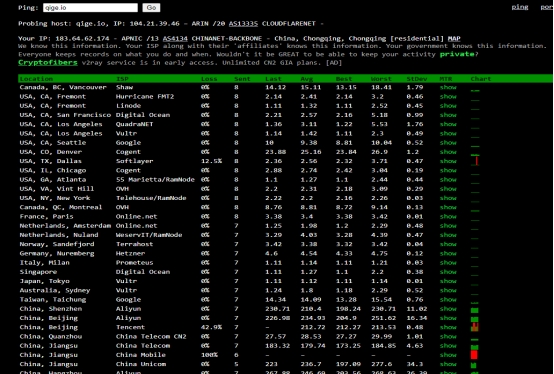 Ping: qige.io Go ping
Probing host: qige.io, IP: 104.21.39.46 – ARIN /20 AS13335 CLOUDFLARENET -
Your IP: 183.64.62.174 – APNIC /13 AS4134 CHINANET-BACKBONE - China, Chongqing, Chongqing [residential] MAP
We know this information. Your ISP along with their 'affiliates' knows this information. Your government knows this information.
Everyone keeps records on what you do and when. Wouldn't it be GREAT to be able to keep your activity private?
Cryptofibers v2ray service is in early access. Unlimited CN2 GIA plans. [AD]
Location ISP Loss Sent Last Avg Best Worst StDev MTR Chart
Canada, BC, Vancouver Shaw 0% 8 14.12 15.11 13.15 18.41 1.79 show
USA, CA, Fremont Hurricane FMT2 0% 8 2.14 2.41 2.14 3.2 0.46 show
USA, CA, Fremont Linode 0% 8 1.11 1.32 1.11 2.52 0.45 show
USA, CA, San Francisco Digital Ocean 0% 8 2.21 2.57 2.16 5.18 0.99 show
USA, CA, Los Angeles QuadraNET 0% 8 1.36 3.11 1.22 5.53 1.76 show
USA, CA, Los Angeles Vultr 0% 8 1.14 1.42 1.11 2.3 0.49 show
USA, CA, Seattle Google 0% 8 10 9.38 8.81 10.04 0.52 show
USA, CO, Denver Cogent 0% 8 23.88 25.16 23.84 26.9 1.2 show
USA, TX, Dallas Softlayer 12.5% 8 2.36 2.56 2.32 3.71 0.47 show
USA, IL, Chicago Cogent 0% 8 2.88 2.74 2.42 3.04 0.19 show
USA, GA, Atlanta 55 Marietta/RamNode 0% 8 1.1 1.27 1.1 2.44 0.44 show
USA, VA, Vint Hill OVH 0% 8 2.2 2.31 2.18 3.09 0.29 show
USA, NY, New York Telehouse/RamNode 0% 8 2.22 2.2 2.16 2.26 0.03 show
Canada, QC, Montreal OVH 0% 8 8.76 8.81 8.72 9.14 0.13 show
France, Paris Online.net 0% 8 3.38 3.4 3.38 3.42 0.01 show
Netherlands, Amsterdam Online.net 0% 7 1.25 1.98 1.2 2.29 0.48 show
Netherlands, Nuland WeservIT/RamNode 0% 7 3.29 4.03 3.28 4.39 0.47 show
Norway, Sandefjord Terrahost 0% 7 3.42 3.38 3.32 3.42 0.04 show
Germany, Nuremberg Hetzner 0% 7 4.6 4.54 4.33 4.75 0.12 show
Italy, Milan Prometeus 0% 7 1.11 1.14 1.11 1.21 0.03 show
Singapore Digital Ocean 0% 7 1.11 1.27 1.1 2.2 0.38 show
Japan, Tokyo Vultr 0% 7 1.11 1.12 1.11 1.14 0.01 show
Australia, Sydney Vultr 0% 7 1.24 1.8 1.18 2.29 0.52 show
Taiwan, Taichung Google 0% 7 14.34 14.09 13.28 15.54 0.76 show
China, Shenzhen Aliyun 0% 7 230.71 210.4 198.24 230.71 11.02 show
China, Beijing Aliyun 0% 7 226.98 234.93 204.9 251.62 16.34 show
China, Beijing Tencent 42.9% 7 – 212.72 212.27 213.53 0.48 show
China, Quanzhou China Telecom CN2 0% 7 27.57 28.53 27.27 29.99 1.01 show
China, Jiangsu China Telecom 0% 7 183.32 179.74 173.25 184.85 4.63 show
China, Jiangsu China Mobile 100% 6 – – – – – show
China, Jiangsu China Unicom 0% 5 223 236.7 197.09 277.6 34.3 show
China, Hangzhou Aliyun 0% 7 show